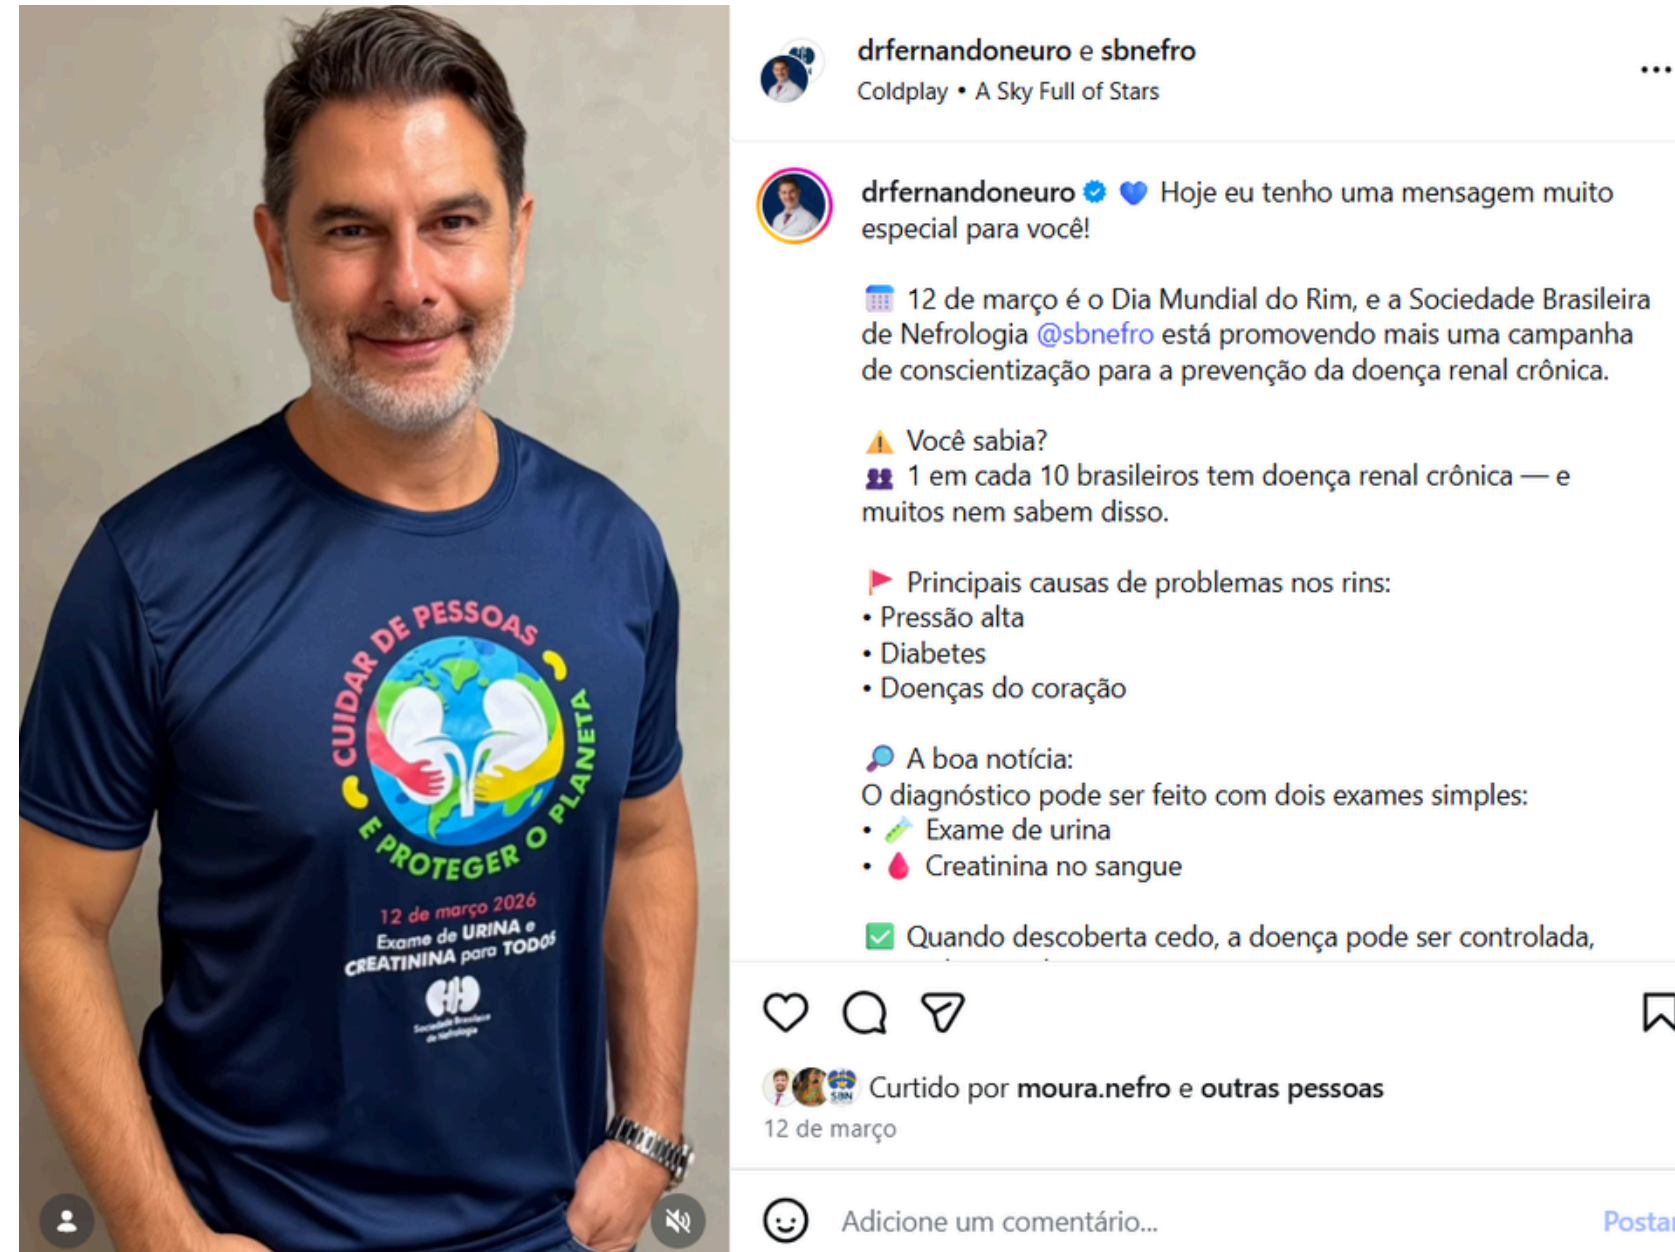 CUIDAR DE PESSOAS
E PROTEGER O PLANETA
12 de março 2026
Exame de URINA e
CREATININA para TODOS
Sociedade Brasileira
de Nefrologia
drfernandoneuro e sbnefro
Coldplay • A Sky Full of Stars
drfernandoneuro 💙 Hoje eu tenho uma mensagem muito
especial para você!
12 de março é o Dia Mundial do Rim, e a Sociedade Brasileira
de Nefrologia @sbnefro está promovendo mais uma campanha
de conscientização para a prevenção da doença renal crônica.
⚠️ Você sabia?
👥 1 em cada 10 brasileiros tem doença renal crônica — e
muitos nem sabem disso.
🚩 Principais causas de problemas nos rins:
• Pressão alta
• Diabetes
• Doenças do coração
🔎 A boa notícia:
O diagnóstico pode ser feito com dois exames simples:
• 🧪 Exame de urina
• 🩸 Creatinina no sangue
✅ Quando descoberta cedo, a doença pode ser controlada,
SBN
Curtido por moura.nefro e outras pessoas
12 de março
Adicione um comentário...
Postar